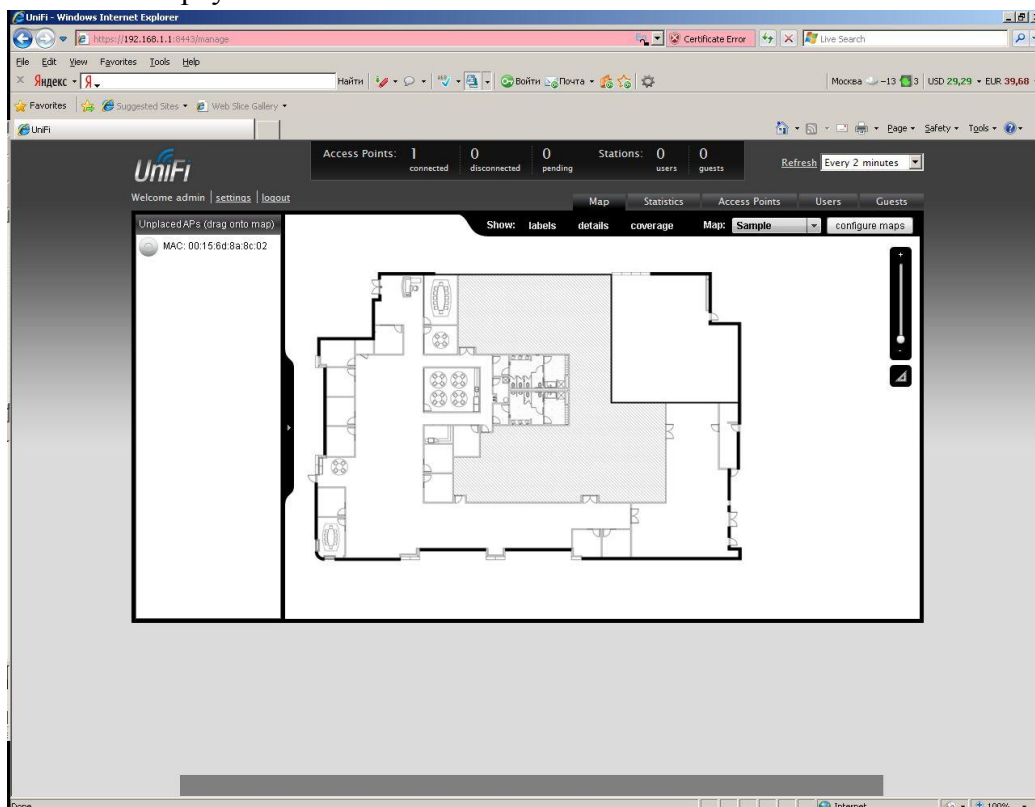 UniFi - Windows Internet Explorer
https://192.168.1.1:8443/manage
Certificate Error
Live Search
File Edit View Favorites Tools Help
Яндекс Я
Найти
Войти
Почта
Москва -13 3 USD 29,29 EUR 39,68
Favorites Suggested Sites Web Slice Gallery
UniFi
Page Safety Tools
UniFi
Access Points: 1 connected 0 disconnected 0 pending Stations: 0 users 0 guests
Refresh Every 2 minutes
Welcome admin | settings | logout
Map Statistics Access Points Users Guests
Unplaced APs (drag onto map)
Show: labels details coverage Map: Sample configure maps
MAC: 00:15:6d:8a:8c:02
+
-
Done
Internet
100%